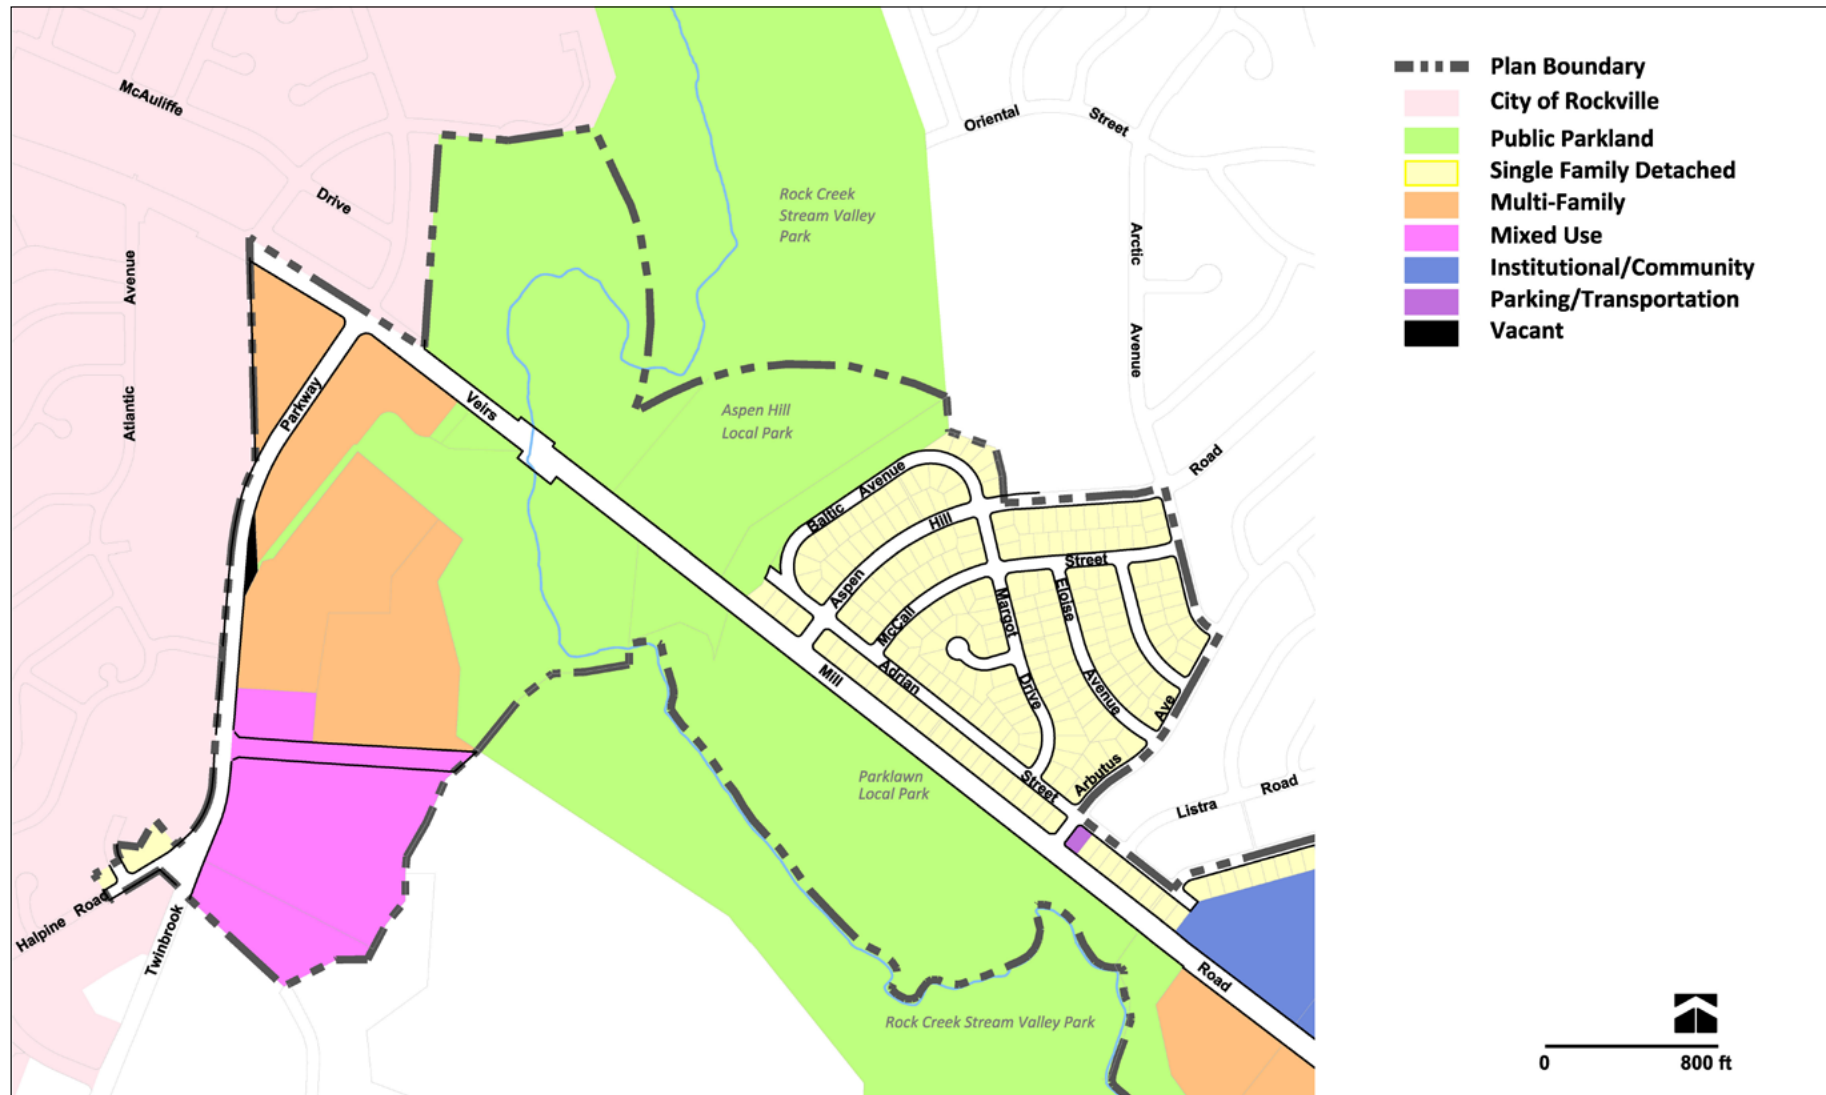 McAuliffe
Drive
Avenue
Atlantic
Parkway
Veirs
Rock Creek
Stream Valley
Park
Oriental
Street
Arctic
Avenue
Road
Aspen Hill
Local Park
Baltic
Avenue
Aspen
Hill
McCall
Street
Margot
Drive
Eloise
Avenue
Adrian
Street
Arbutus
Ave
Mill
Road
Listra
Road
Parklawn
Local Park
Rock Creek Stream Valley Park
Halpine
Road
Twinbrook
Plan Boundary
City of Rockville
Public Parkland
Single Family Detached
Multi-Family
Mixed Use
Institutional/Community
Parking/Transportation
Vacant
0
800 ft